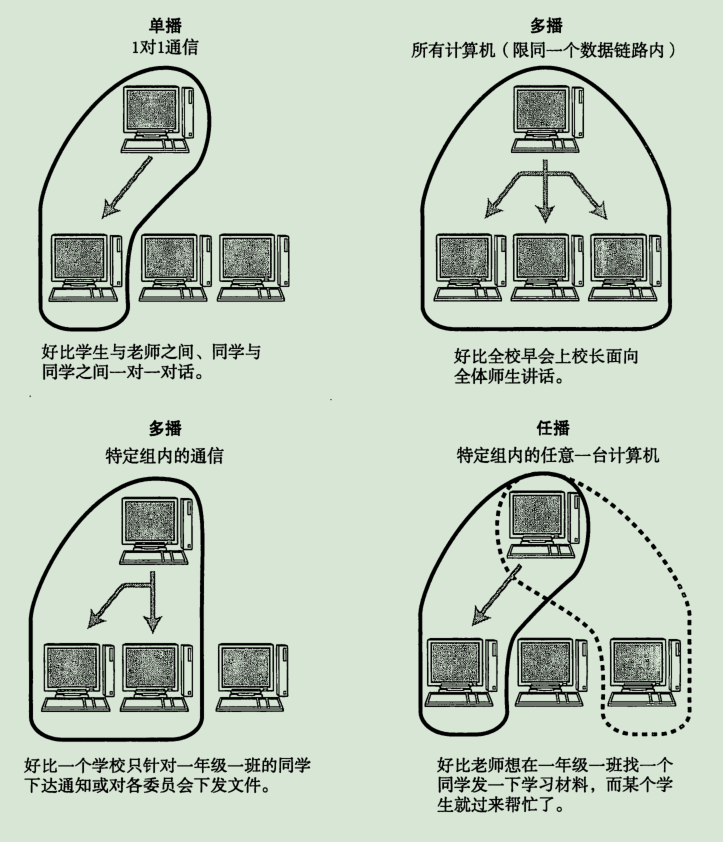 单播
1对1通信
好比学生与老师之间、同学与
同学之间一对一对话。
多播
所有计算机（限同一个数据链路内）
好比全校早会上校长面向
全体师生讲话。
多播
特定组内的通信
好比一个学校只针对一年级一班的同学
下达通知或对各委员会下发文件。
任播
特定组内的任意一台计算机
好比老师想在一年级一班找一个
同学发一下学习材料，而某个学
生就过来帮忙了。